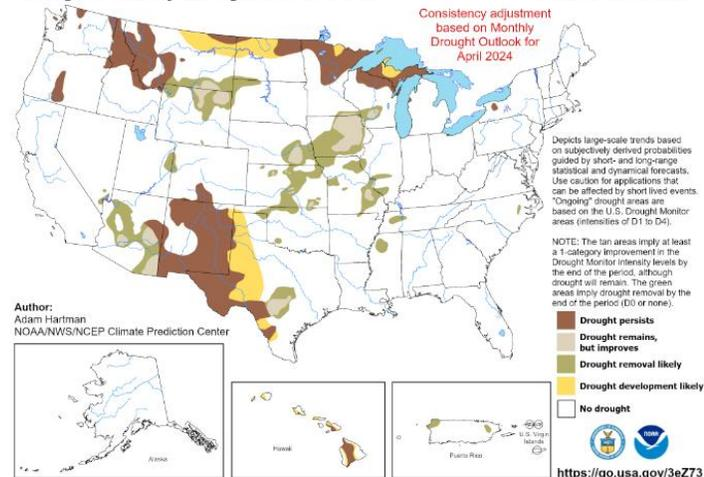 Consistency adjustment
based on Monthly
Drought Outlook for
April 2024
Depicts large-scale trends based
on subjectively derived probabilities
guided by short- and long-range
statistical and dynamical forecasts.
Use caution for applications that
can be affected by short lived events.
"Ongoing" drought areas are
based on the U.S. Drought Monitor
areas (intensities of D1 to D4).
NOTE: The tan areas imply at least
a 1-category improvement in the
Drought Monitor intensity levels by
the end of the period, although
drought will remain. The green
areas imply drought removal by the
end of the period (D0 or none).
Author:
Adam Hartman
NOAA/NWS/NCEP Climate Prediction Center
Drought persists
Drought remains,
but improves
Drought removal likely
Drought development likely
No drought
Alaska
Hawaii
Puerto Rico
U.S. Virgin
Islands
NOAA
https://go.usa.gov/3eZ73